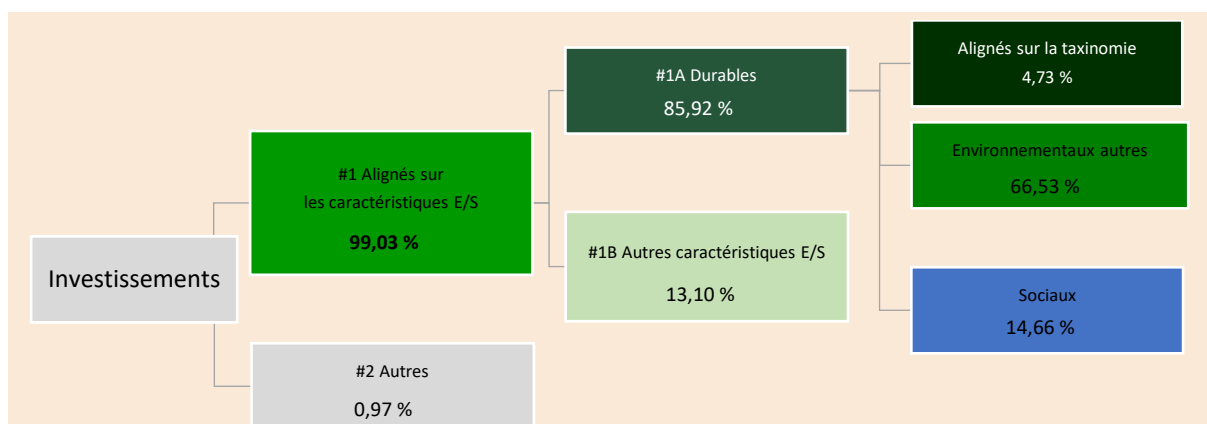 Investissements
#1 Alignés sur
les caractéristiques E/S
99,03 %
#2 Autres
0,97 %
#1A Durables
85,92 %
#1B Autres caractéristiques E/S
13,10 %
Alignés sur la taxinomie
4,73 %
Environnementaux autres
66,53 %
Sociaux
14,66 %